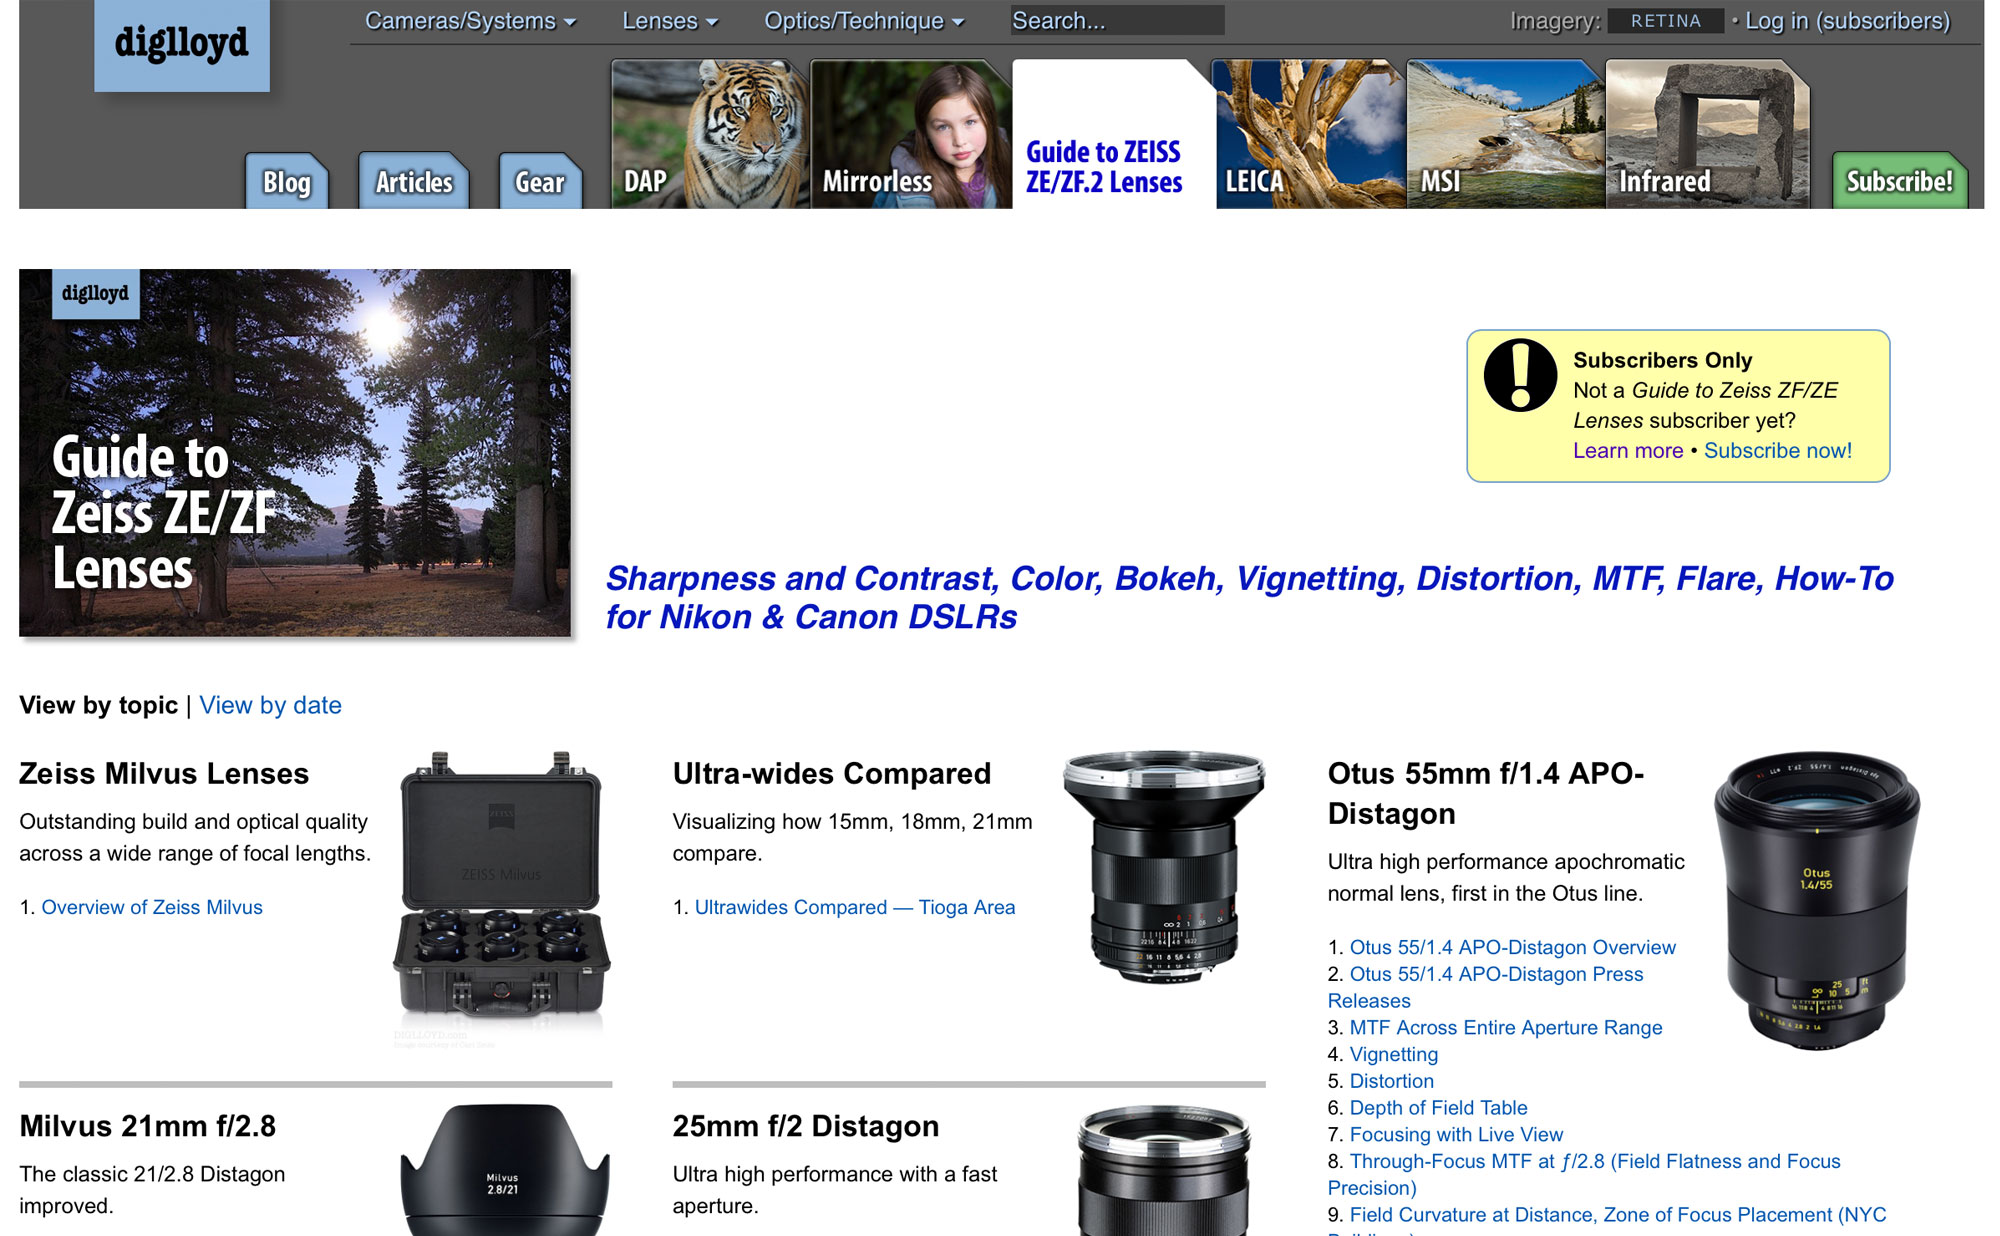 diglloyd
Cameras/Systems
Lenses
Optics/Technique
Search...
Imagery:
RETINA
• Log in (subscribers)
Blog
Articles
Gear
DAP
Mirrorless
Guide to ZEISS
ZE/ZF.2 Lenses
LEICA
MSI
Infrared
Subscribe!
diglloyd
Guide to
Zeiss ZE/ZF
Lenses
Subscribers Only
Not a Guide to Zeiss ZF/ZE
Lenses subscriber yet?
Learn more • Subscribe now!
Sharpness and Contrast, Color, Bokeh, Vignetting, Distortion, MTF, Flare, How-To
for Nikon & Canon DSLRs
View by topic | View by date
Zeiss Milvus Lenses
Outstanding build and optical quality
across a wide range of focal lengths.
1. Overview of Zeiss Milvus
ZEISS Milvus
DIGLLOYD.com
Ultra-wides Compared
Visualizing how 15mm, 18mm, 21mm
compare.
1. Ultrawides Compared — Tioga Area
Otus 55mm f/1.4 APO-
Distagon
Ultra high performance apochromatic
normal lens, first in the Otus line.
Otus
1.4/55
1. Otus 55/1.4 APO-Distagon Overview
2. Otus 55/1.4 APO-Distagon Press
Releases
3. MTF Across Entire Aperture Range
4. Vignetting
5. Distortion
6. Depth of Field Table
7. Focusing with Live View
8. Through-Focus MTF at ƒ/2.8 (Field Flatness and Focus
Precision)
9. Field Curvature at Distance, Zone of Focus Placement (NYC
Milvus 21mm f/2.8
The classic 21/2.8 Distagon
improved.
Milvus
2.8/21
25mm f/2 Distagon
Ultra high performance with a fast
aperture.